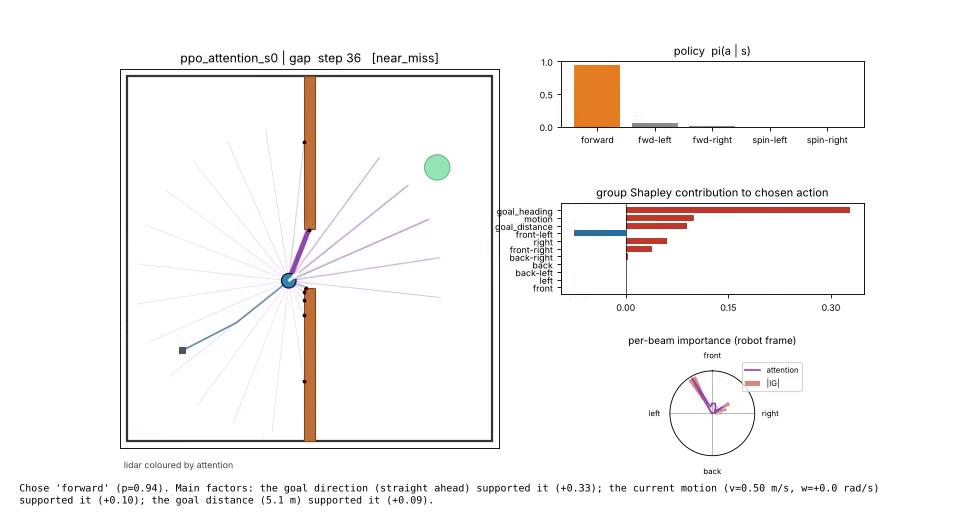 ppo_attention_s0 | gap  step 36   [near_miss]
policy  pi(a | s)
1.0
0.5
0.0
forward
fwd-left
fwd-right
spin-left
spin-right
group Shapley contribution to chosen action
goal_heading
motion
goal_distance
front-left
right
front-right
back-right
back
back-left
left
front
0.00
0.15
0.30
per-beam importance (robot frame)
front
attention
|IG|
left
right
back
lidar coloured by attention
Chose 'forward' (p=0.94). Main factors: the goal direction (straight ahead) supported it (+0.33); the current motion (v=0.50 m/s, w=+0.0 rad/s)
supported it (+0.10); the goal distance (5.1 m) supported it (+0.09).